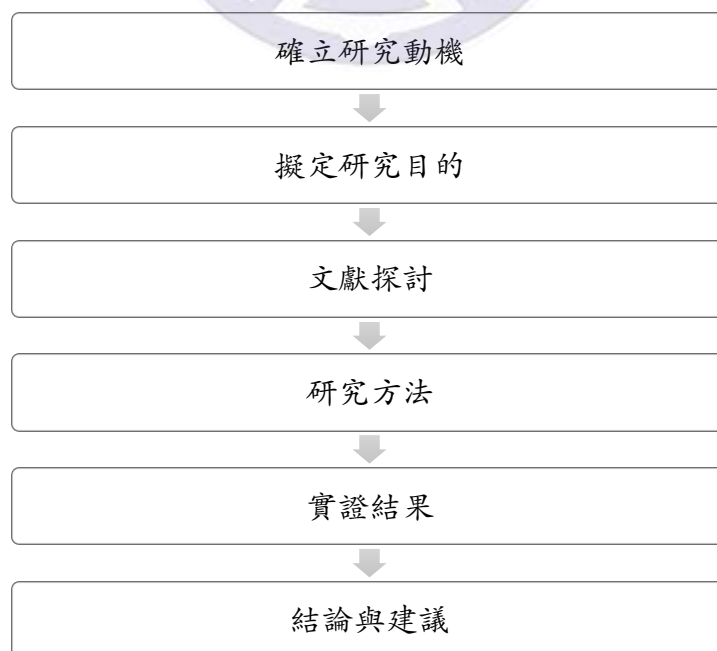 確立研究動機
擬定研究目的
文獻探討
研究方法
實證結果
結論與建議